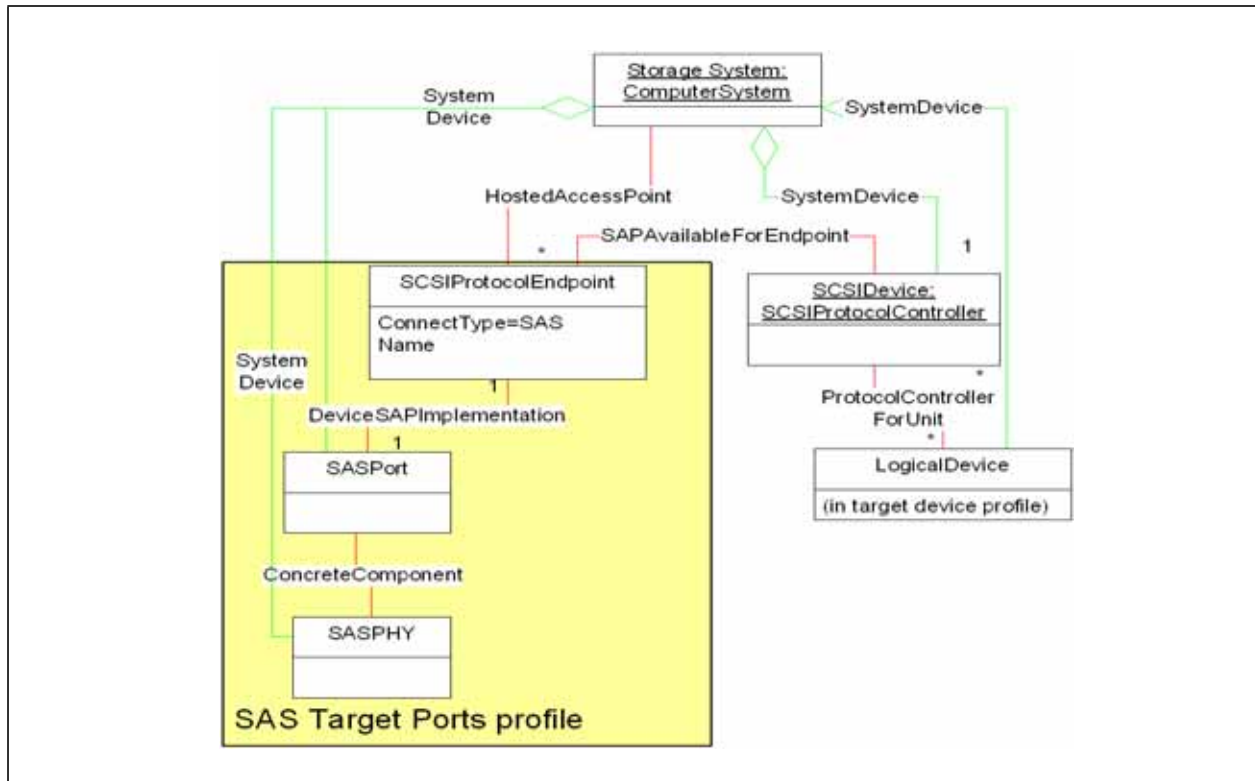 Storage System:
ComputerSystem
System
Device
SystemDevice
HostedAccessPoint
SystemDevice
SAPAvailableForEndpoint
*
1
SCSIProtocolEndpoint
ConnectType=SAS
Name
SCSIDevice:
SCSIProtocolController
System
Device
1
*
DeviceSAPImplementation
ProtocolController
ForUnit
1
*
SASPort
LogicalDevice
(in target device profile)
ConcreteComponent
SASPHY
SAS Target Ports profile